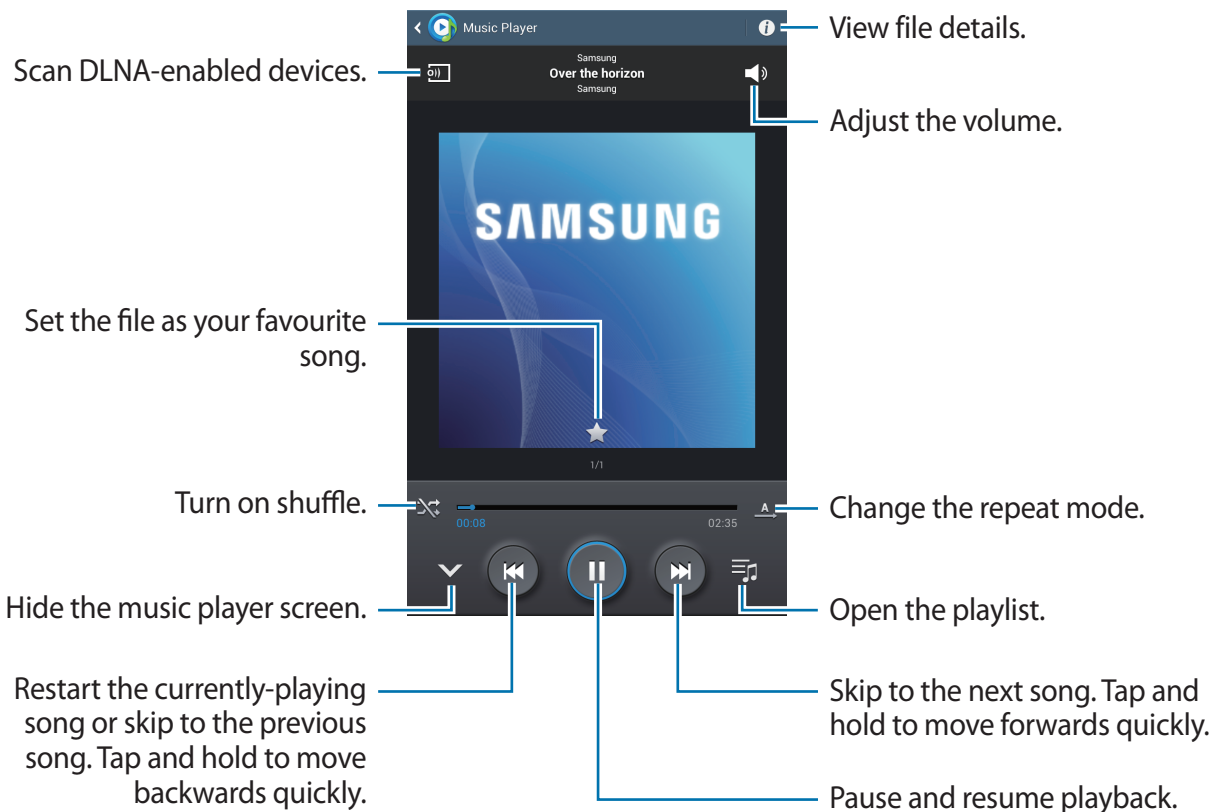 Music Player
View file details.
Scan DLNA-enabled devices.
Samsung
Over the horizon
Samsung
Adjust the volume.
SAMSUNG
Set the file as your favourite
song.
1/1
Turn on shuffle.
A
Change the repeat mode.
00:08
02:35
Hide the music player screen.
Open the playlist.
Restart the currently-playing
song or skip to the previous
song. Tap and hold to move
backwards quickly.
Skip to the next song. Tap and
hold to move forwards quickly.
Pause and resume playback.